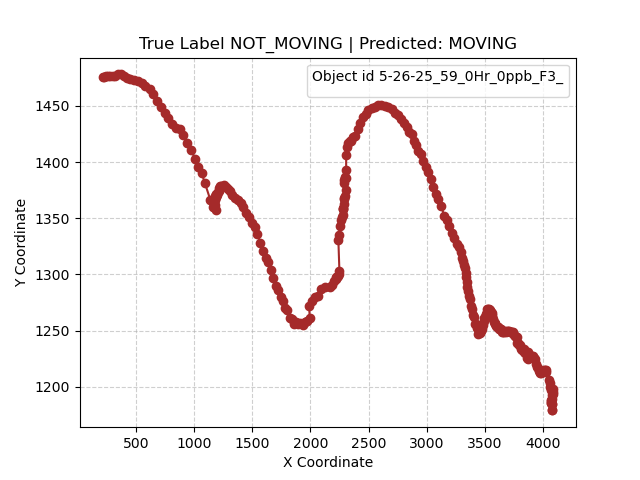 True Label NOT_MOVING | Predicted: MOVING
Object id 5-26-25_59_0Hr_0ppb_F3_
Y Coordinate
1450
1400
1350
1300
1250
1200
500 1000 1500 2000 2500 3000 3500 4000
X Coordinate